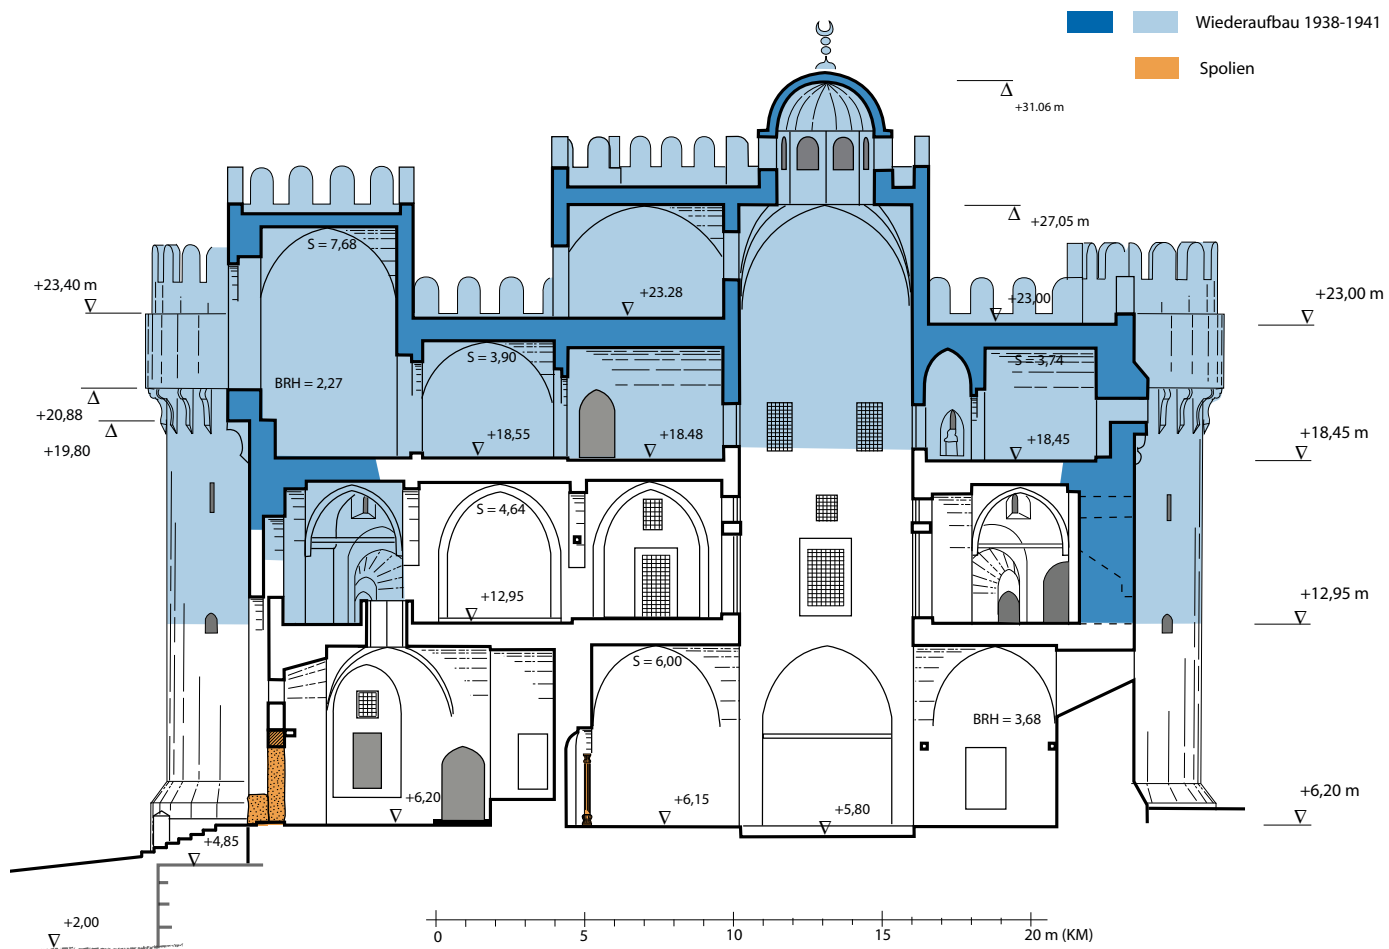 Wiederaufbau 1938-1941
Spolien
+31.06 m
+27,05 m
S = 7,68
+23,40 m
+23.28
+23,00
+23,00 m
S = 3,90
S = 3,74
BRH = 2,27
+20,88
+19,80
+18,55
+18.48
+18,45
+18,45 m
S = 4,64
+12,95
+12,95 m
S = 6,00
BRH = 3,68
+6,20
+6,15
+5,80
+6,20 m
+4,85
+2,00
0 5 10 15 20 m (KM)